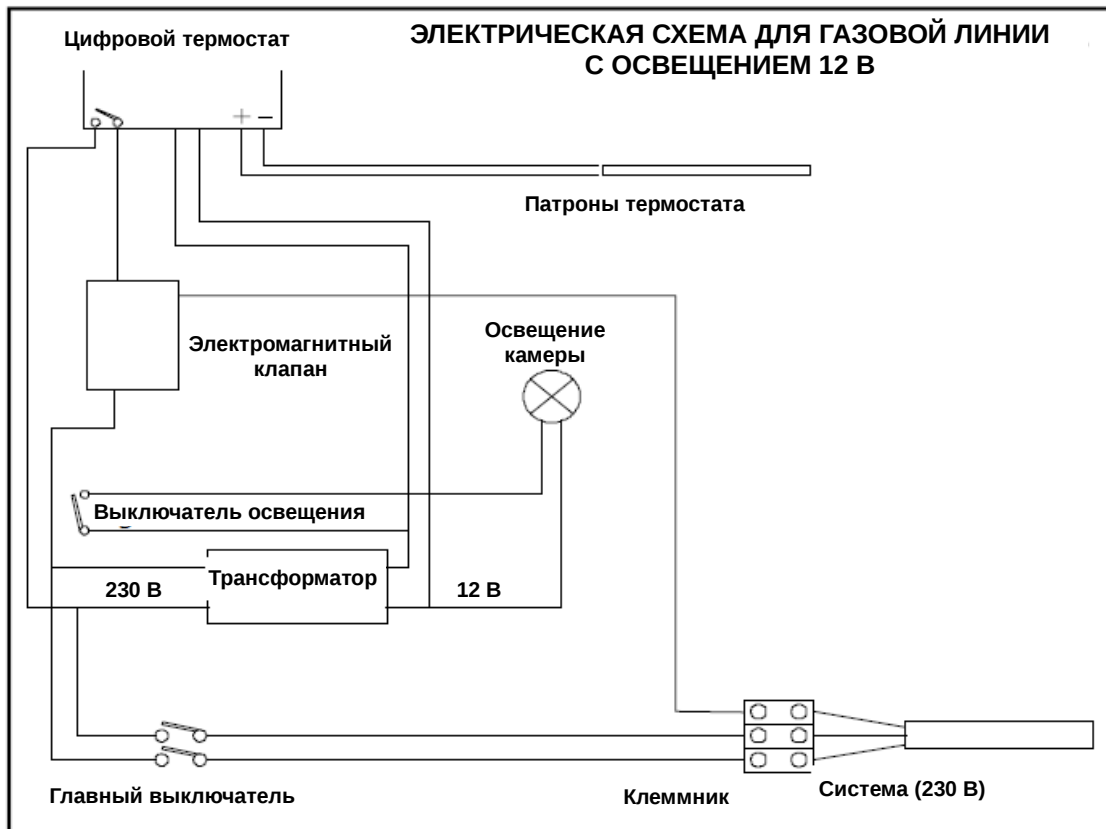 Цифровой термостат
ЭЛЕКТРИЧЕСКАЯ СХЕМА ДЛЯ ГАЗОВОЙ ЛИНИИ
С ОСВЕЩЕНИЕМ 12 В
+ −
Патроны термостата
Электромагнитный
клапан
Освещение
камеры
Выключатель освещения
Трансформатор
230 В
12 В
Главный выключатель
Клеммник
Система (230 В)